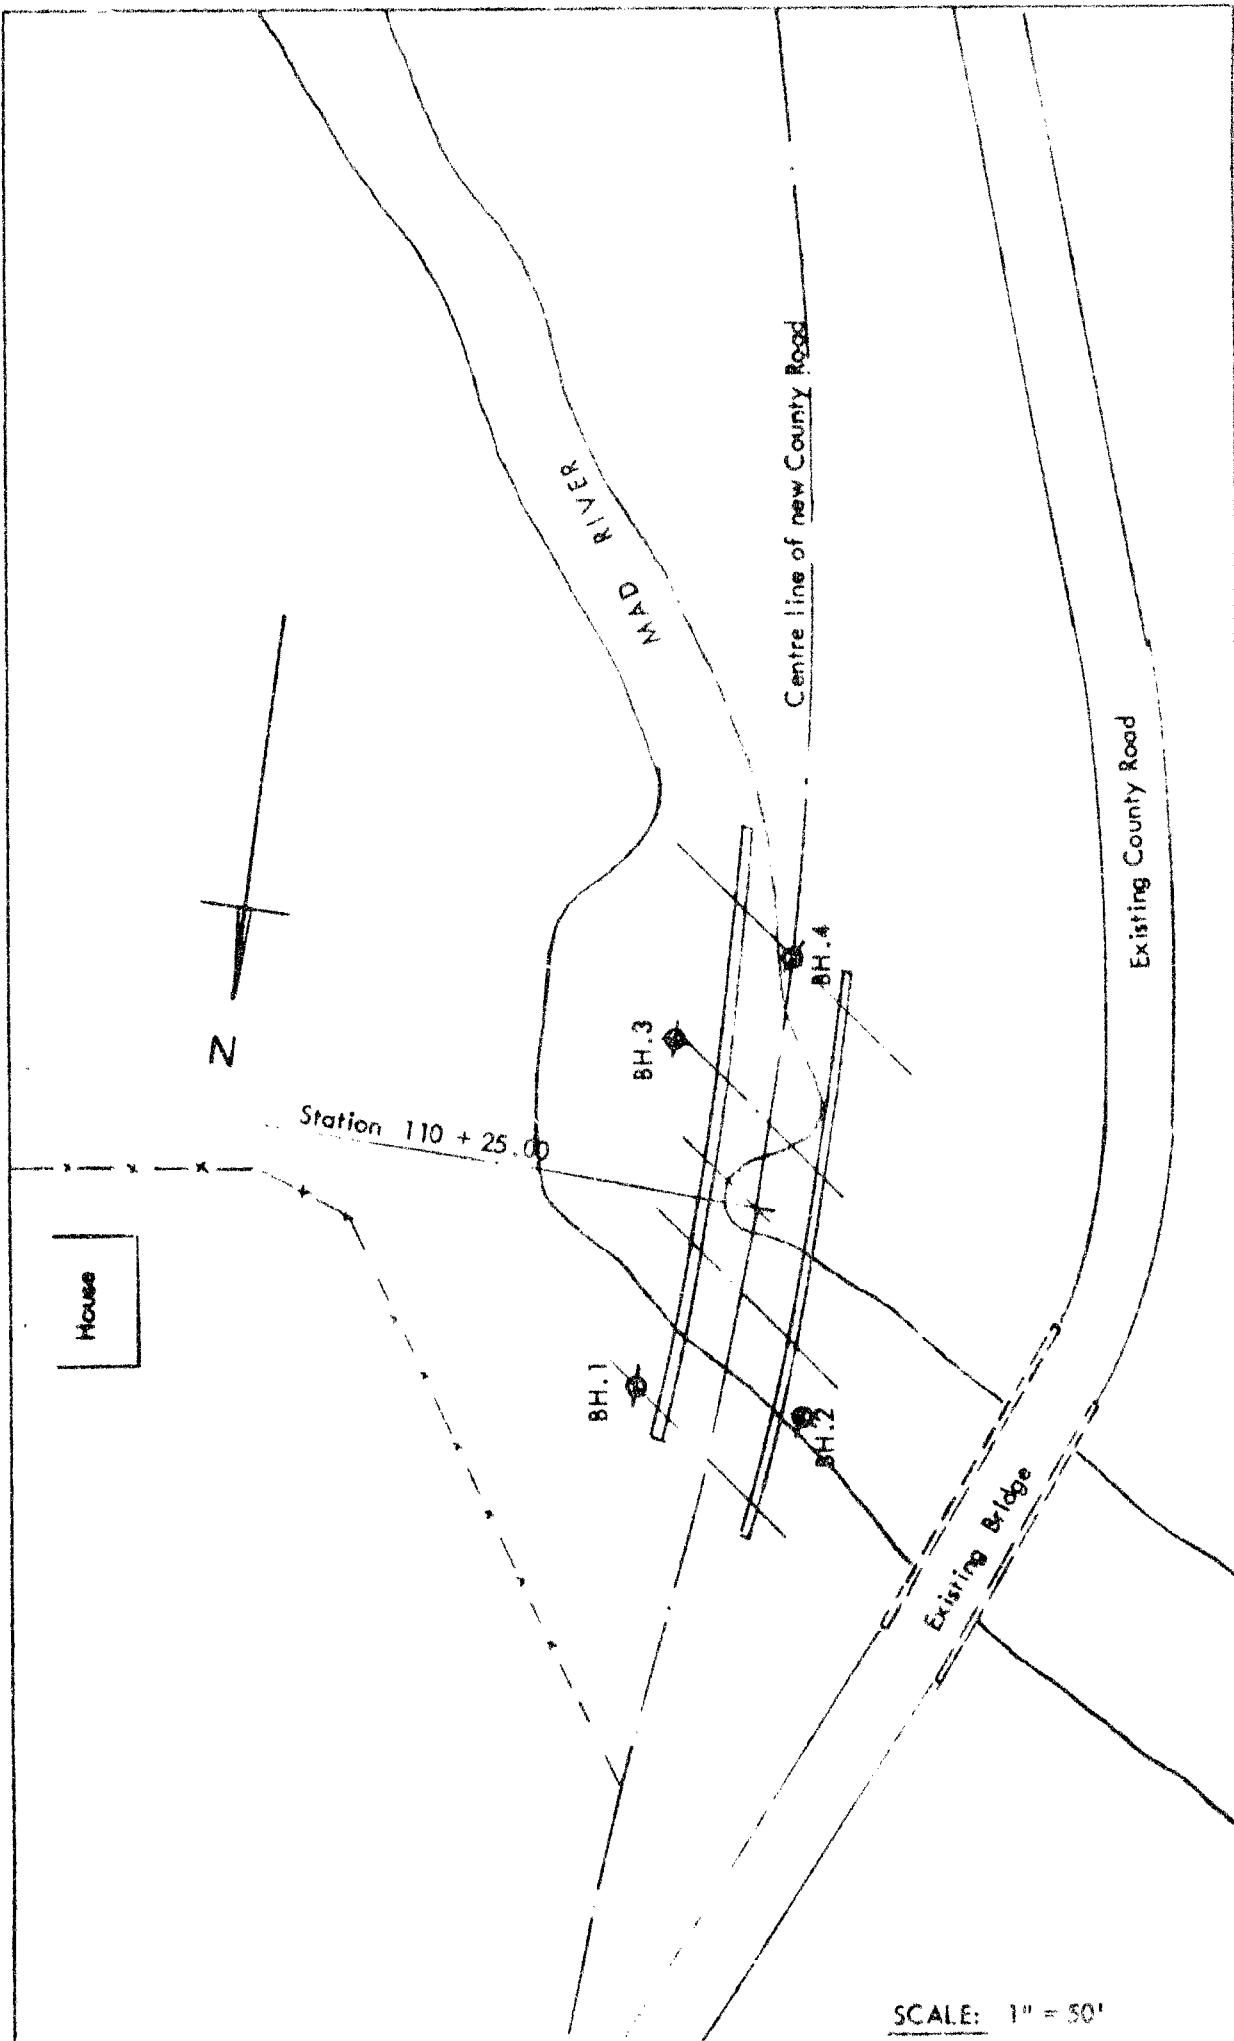 MAD RIVER
Centre line of new County Road
Existing County Road
N
Station 110 + 25.00
House
BH.3
BH.4
BH.1
BH.2
Existing Bridge
SCALE: 1" = 50'